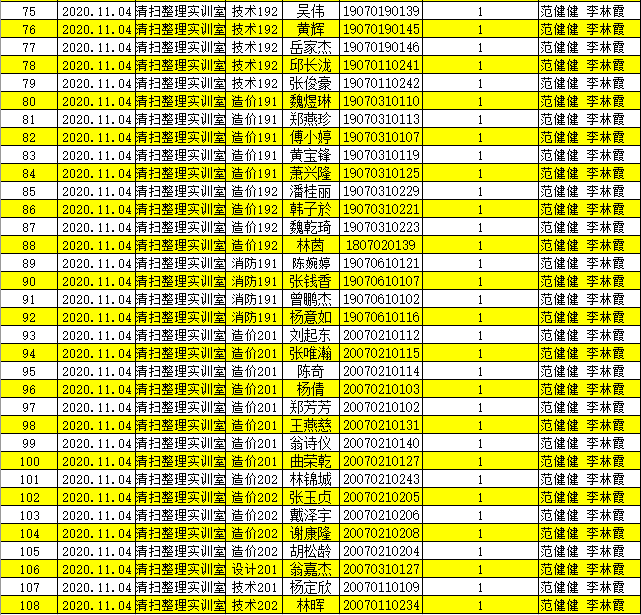 75 2020.11.04 清扫整理实训室 技术192 吴伟 19070190139 1 范健健 李林霞
76 2020.11.04 清扫整理实训室 技术192 黄辉 19070190145 1 范健健 李林霞
77 2020.11.04 清扫整理实训室 技术192 岳家杰 19070190146 1 范健健 李林霞
78 2020.11.04 清扫整理实训室 技术192 邱长泷 19070110241 1 范健健 李林霞
79 2020.11.04 清扫整理实训室 技术192 张俊豪 19070110242 1 范健健 李林霞
80 2020.11.04 清扫整理实训室 造价191 魏煜琳 19070310110 1 范健健 李林霞
81 2020.11.04 清扫整理实训室 造价191 郑燕珍 19070310113 1 范健健 李林霞
82 2020.11.04 清扫整理实训室 造价191 傅小婷 19070310107 1 范健健 李林霞
83 2020.11.04 清扫整理实训室 造价191 黄宝锋 19070310119 1 范健健 李林霞
84 2020.11.04 清扫整理实训室 造价191 萧兴隆 19070310125 1 范健健 李林霞
85 2020.11.04 清扫整理实训室 造价192 潘桂丽 19070310229 1 范健健 李林霞
86 2020.11.04 清扫整理实训室 造价192 韩子於 19070310221 1 范健健 李林霞
87 2020.11.04 清扫整理实训室 造价192 魏乾琦 19070310223 1 范健健 李林霞
88 2020.11.04 清扫整理实训室 造价192 林茵 1807020139 1 范健健 李林霞
89 2020.11.04 清扫整理实训室 消防191 陈婉婷 19070610121 1 范健健 李林霞
90 2020.11.04 清扫整理实训室 消防191 张钱香 19070610107 1 范健健 李林霞
91 2020.11.04 清扫整理实训室 消防191 曾鹏杰 19070610102 1 范健健 李林霞
92 2020.11.04 清扫整理实训室 消防191 杨意如 19070610116 1 范健健 李林霞
93 2020.11.04 清扫整理实训室 造价201 刘起东 20070210112 1 范健健 李林霞
94 2020.11.04 清扫整理实训室 造价201 张唯瀚 20070210115 1 范健健 李林霞
95 2020.11.04 清扫整理实训室 造价201 陈奇 20070210114 1 范健健 李林霞
96 2020.11.04 清扫整理实训室 造价201 杨倩 20070210103 1 范健健 李林霞
97 2020.11.04 清扫整理实训室 造价201 郑芳芳 20070210102 1 范健健 李林霞
98 2020.11.04 清扫整理实训室 造价201 王燕慈 20070210131 1 范健健 李林霞
99 2020.11.04 清扫整理实训室 造价201 翁诗仪 20070210140 1 范健健 李林霞
100 2020.11.04 清扫整理实训室 造价201 曲荣乾 20070210127 1 范健健 李林霞
101 2020.11.04 清扫整理实训室 造价202 林锦城 20070210243 1 范健健 李林霞
102 2020.11.04 清扫整理实训室 造价202 张玉贞 20070210205 1 范健健 李林霞
103 2020.11.04 清扫整理实训室 造价202 戴泽宇 20070210206 1 范健健 李林霞
104 2020.11.04 清扫整理实训室 造价202 谢康隆 20070210208 1 范健健 李林霞
105 2020.11.04 清扫整理实训室 造价202 胡松龄 20070210204 1 范健健 李林霞
106 2020.11.04 清扫整理实训室 设计201 翁嘉杰 20070310127 1 范健健 李林霞
107 2020.11.04 清扫整理实训室 技术201 杨定欣 20070110109 1 范健健 李林霞
108 2020.11.04 清扫整理实训室 技术202 林晖 20070110234 1 范健健 李林霞